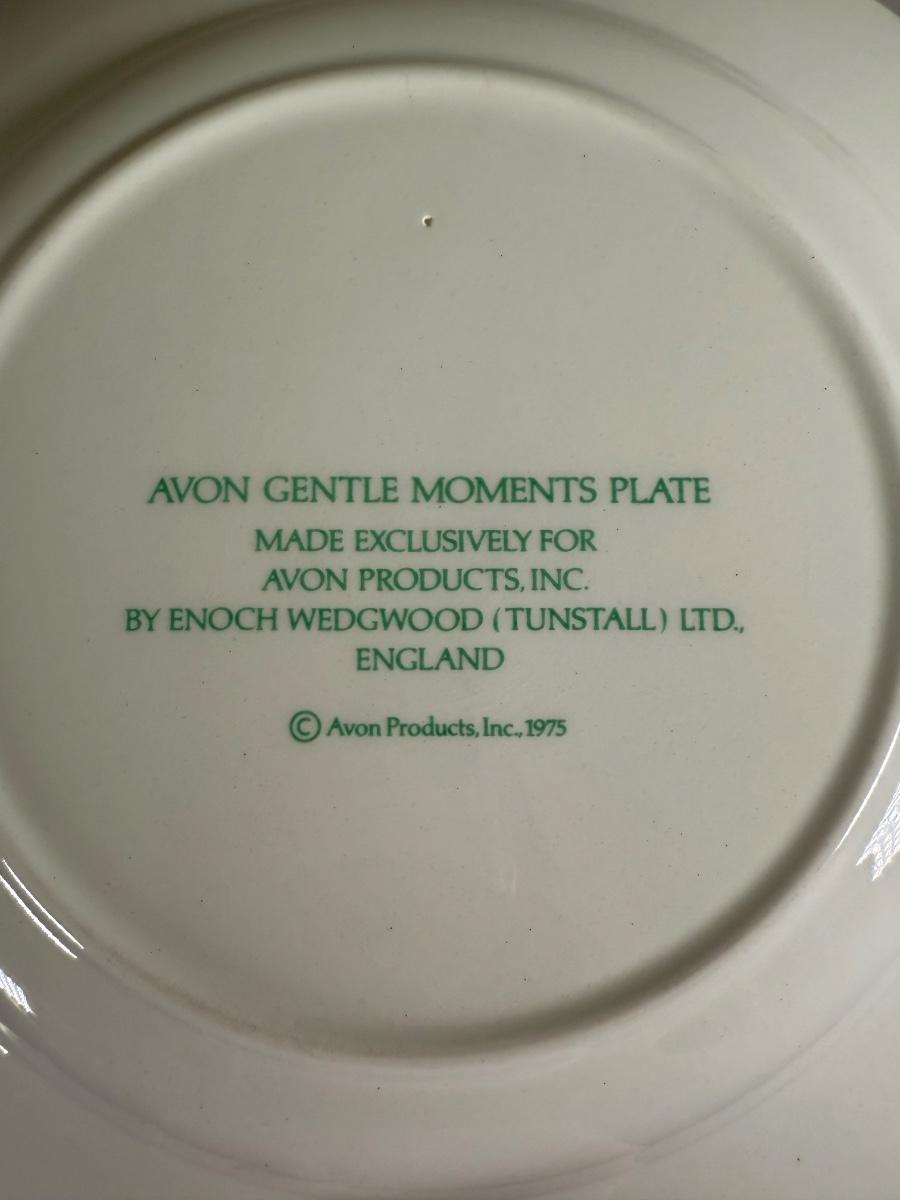 AVON GENTLE MOMENTS PLATE
MADE EXCLUSIVELY FOR
AVON PRODUCTS, INC.
BY ENOCH WEDGWOOD (TUNSTALL) LTD.,
ENGLAND
© Avon Products, Inc., 1975